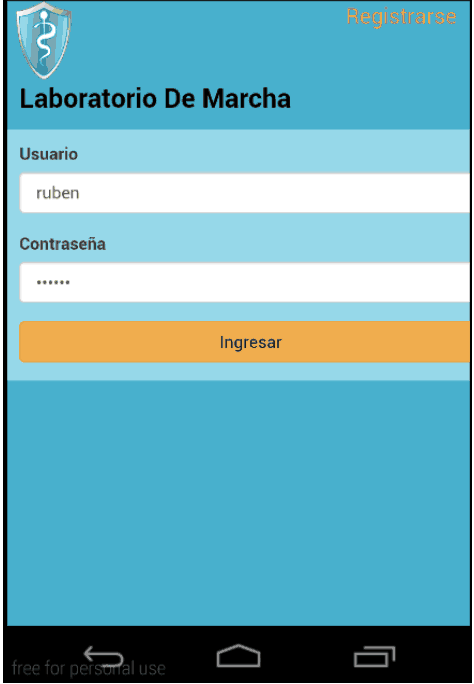 Registrarse
Laboratorio De Marcha
Usuario
ruben
Contraseña
••••••
Ingresar
free for personal use